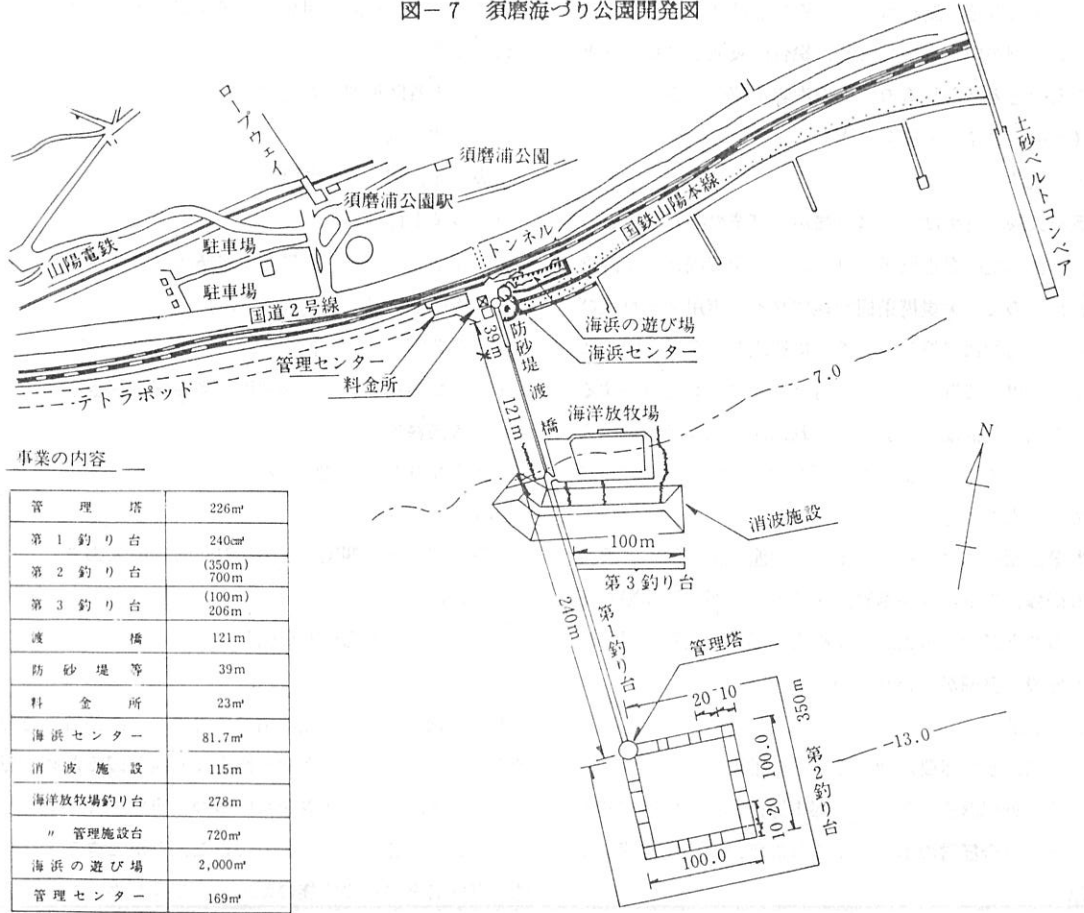 図－7 須磨海づり公園開発図
ロープウェイ
須磨浦公園
須磨浦公園駅
土砂ベルトコンベア
国鉄山陽本線
トンネル
山陽電鉄
駐車場
駐車場
国道2号線
海浜の遊び場
海浜センター
管理センター
料金所
39m
防砂堤
テトラポッド
渡橋
121m
海洋放牧場
7.0
N
消波施設
100m
第3釣り台
240m
第1釣り台
管理塔
20 10
350m
100.0
第2釣り台
13.0
10 20
100.0
事業の内容
管理塔 226㎡
第1釣り台 240c㎡
第2釣り台 (350m) 700m
第3釣り台 (100m) 206m
渡橋 121m
防砂堤等 39m
料金所 23㎡
海浜センター 81.7㎡
消波施設 115m
海洋放牧場釣り台 278m
〃 管理施設台 720㎡
海浜の遊び場 2,000㎡
管理センター 169㎡